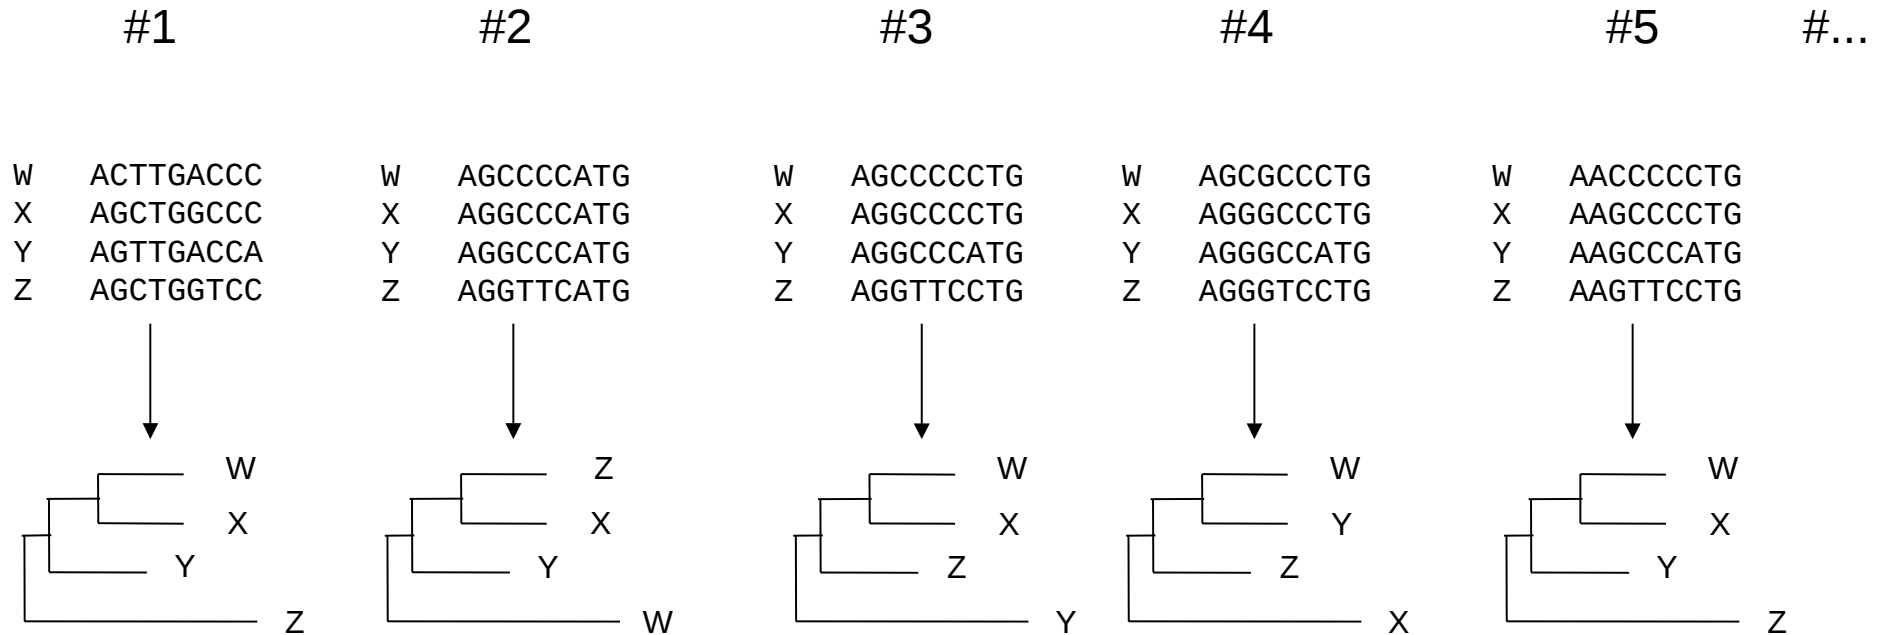 #1 #2 #3 #4 #5 #...
W ACTTGACCC W AGCCCCATG W AGCCCCCTG W AGCGCCCTG W AACCCCCTG
X AGCTGGCCC X AGGCCCATG X AGGCCCCTG X AGGGCCCTG X AAGCCCCTG
Y AGTTGACCA Y AGGCCCATG Y AGGCCCATG Y AGGGCCATG Y AAGCCCATG
Z AGCTGGTCC Z AGGTTCATG Z AGGTTCCTG Z AGGGTCCTG Z AAGTTCCTG
W Z W W W
X X X Y X
Y Y Z Z Y
Z W Y X Z